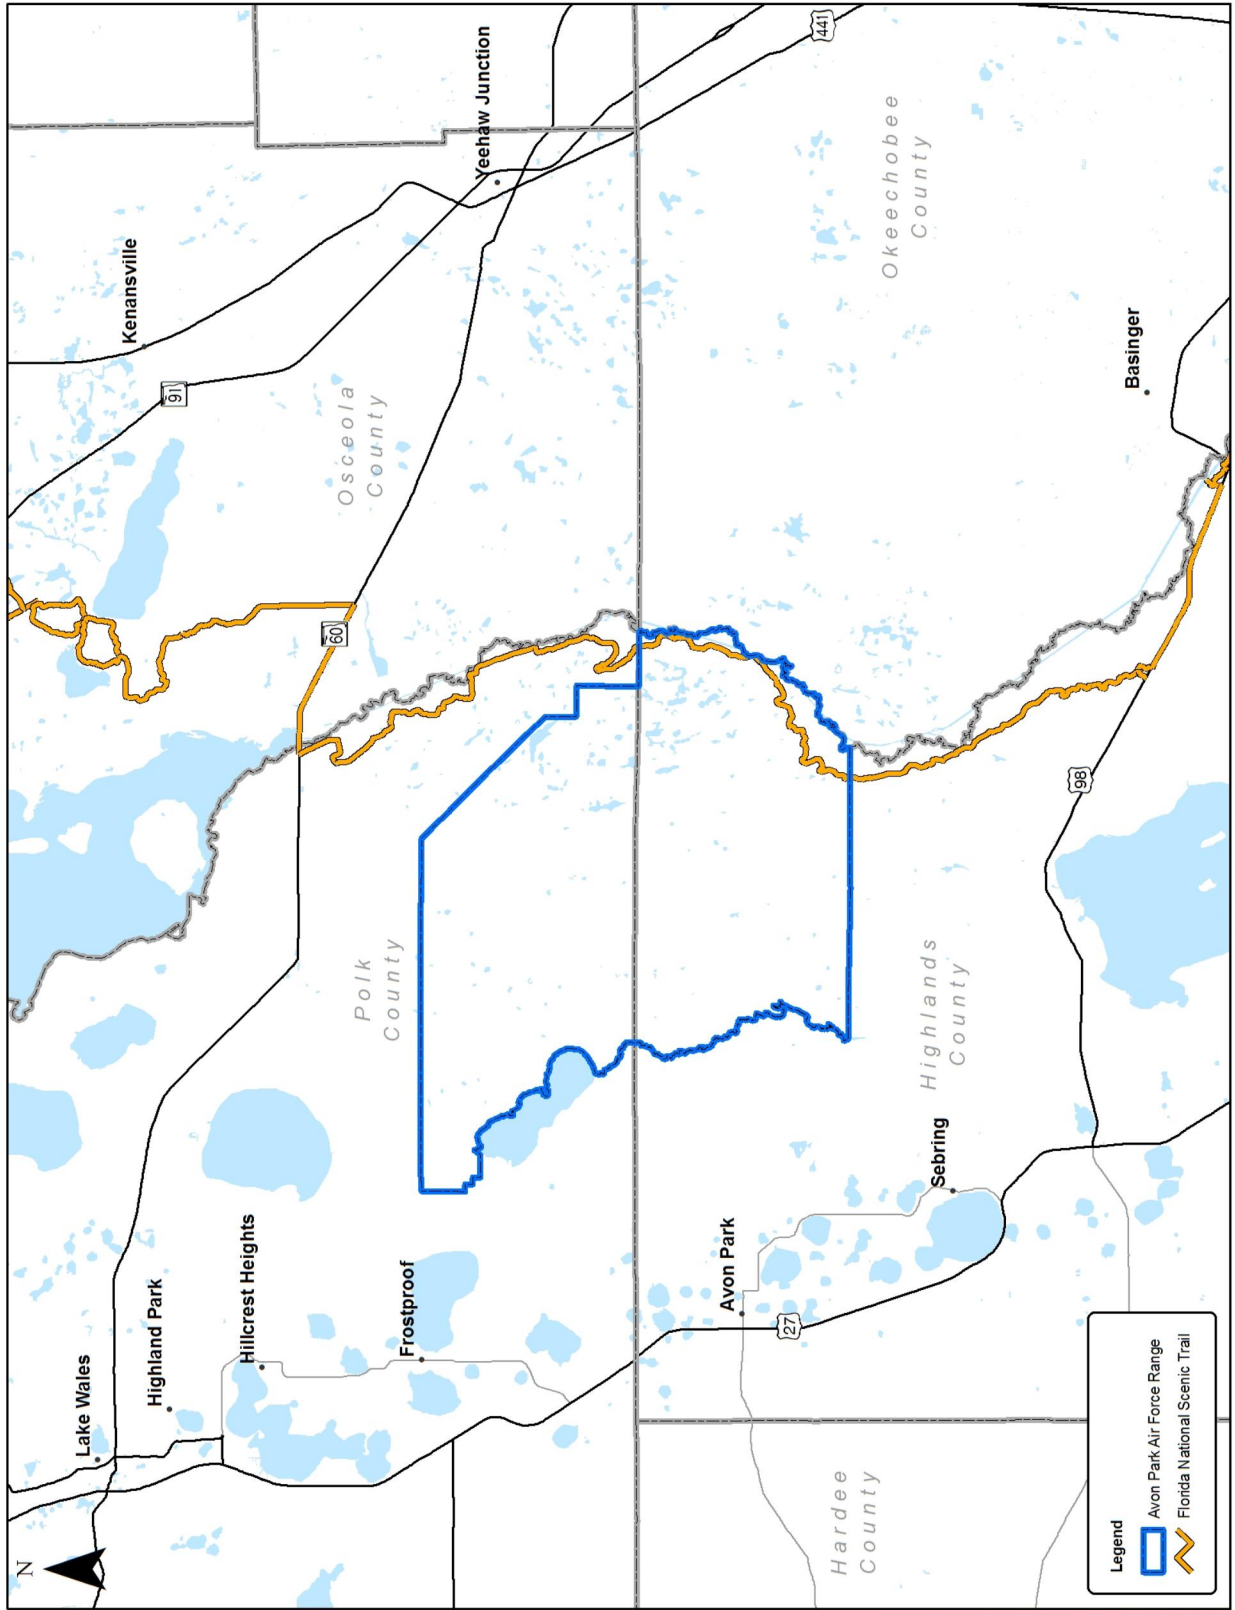 N
Lake Wales
Highland Park
Hillcrest Heights
Frostproof
Kenansville
Yeehaw Junction
91
60
441
Osceola
County
Polk
County
Okeechobee
County
Highlands
County
Hardee
County
Avon Park
27
Sebring
98
Basinger
Legend
Avon Park Air Force Range
Florida National Scenic Trail